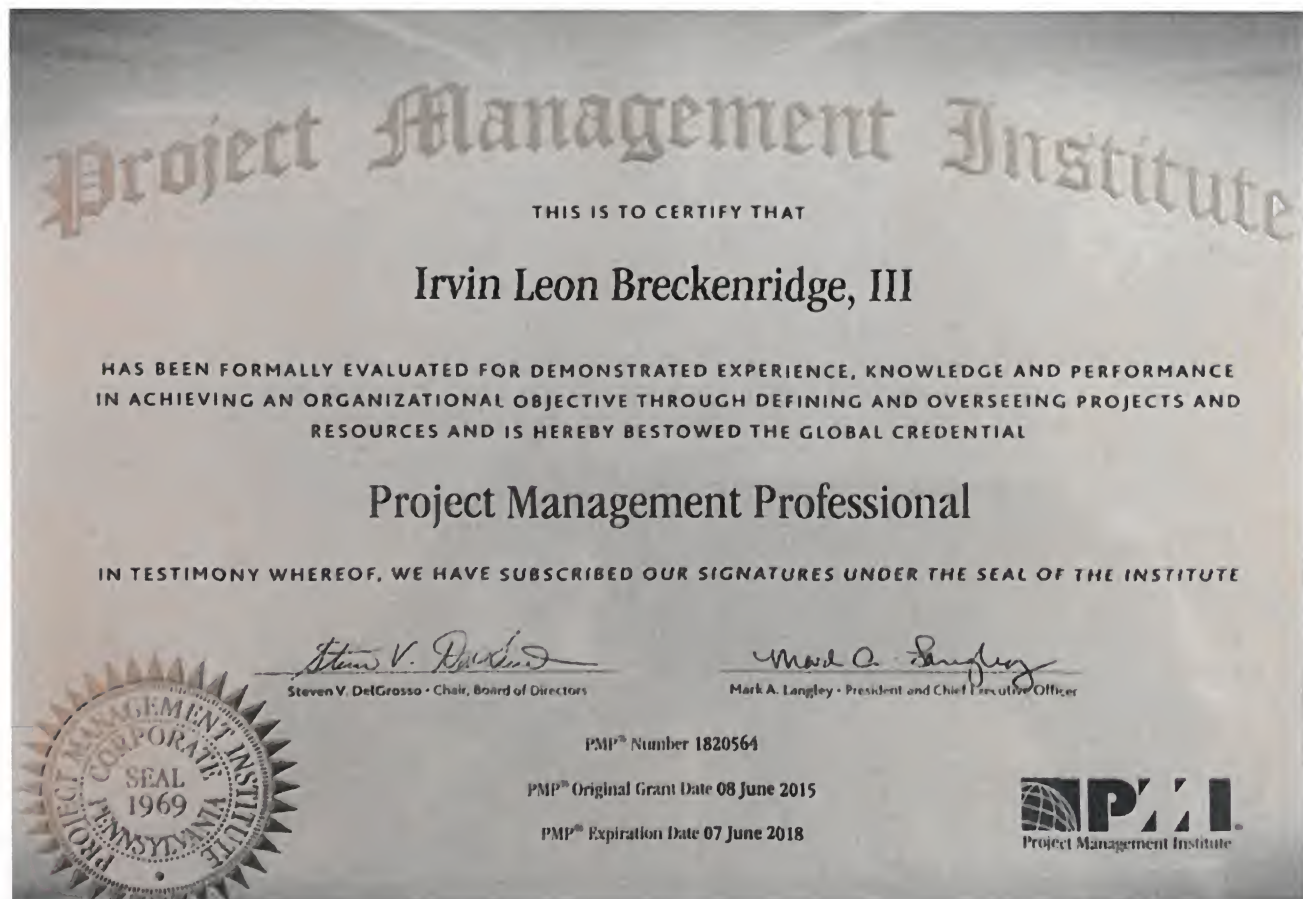 Project Management Institute
THIS IS TO CERTIFY THAT
Irvin Leon Breckenridge, III
HAS BEEN FORMALLY EVALUATED FOR DEMONSTRATED EXPERIENCE, KNOWLEDGE AND PERFORMANCE
IN ACHIEVING AN ORGANIZATIONAL OBJECTIVE THROUGH DEFINING AND OVERSEEING PROJECTS AND
RESOURCES AND IS HEREBY BESTOWED THE GLOBAL CREDENTIAL
Project Management Professional
IN TESTIMONY WHEREOF, WE HAVE SUBSCRIBED OUR SIGNATURES UNDER THE SEAL OF THE INSTITUTE
Steven V. DelGrosso • Chair, Board of Directors
Mark A. Langley
Mark A. Langley • President and Chief Executive Officer
PROJECT MANAGEMENT INSTITUTE
CORPORATE
SEAL
1969
PENNSYLVANIA
PMP® Number 1820564
PMP® Original Grant Date 08 June 2015
PMP® Expiration Date 07 June 2018
PMI
Project Management Institute